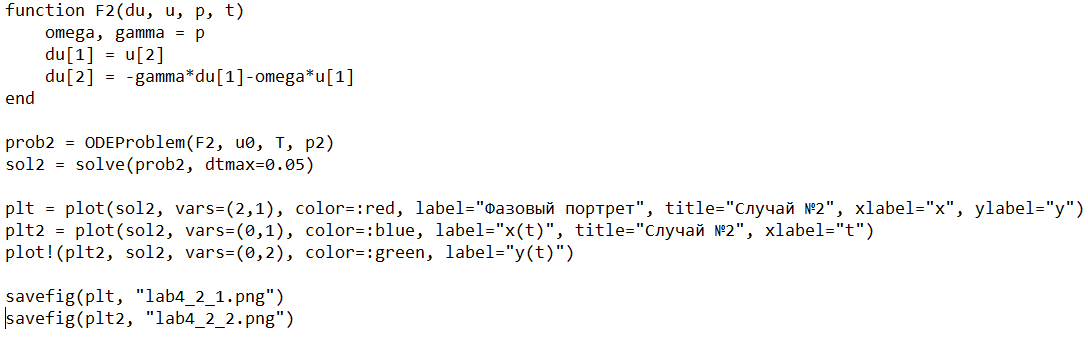 function F2(du, u, p, t)
    omega, gamma = p
    du[1] = u[2]
    du[2] = -gamma*du[1]-omega*u[1]
end

prob2 = ODEProblem(F2, u0, T, p2)
sol2 = solve(prob2, dtmax=0.05)

plt = plot(sol2, vars=(2,1), color=:red, label="Фазовый портрет", title="Случай №2", xlabel="x", ylabel="y")
plt2 = plot(sol2, vars=(0,1), color=:blue, label="x(t)", title="Случай №2", xlabel="t")
plot!(plt2, sol2, vars=(0,2), color=:green, label="y(t)")

savefig(plt, "lab4_2_1.png")
savefig(plt2, "lab4_2_2.png")